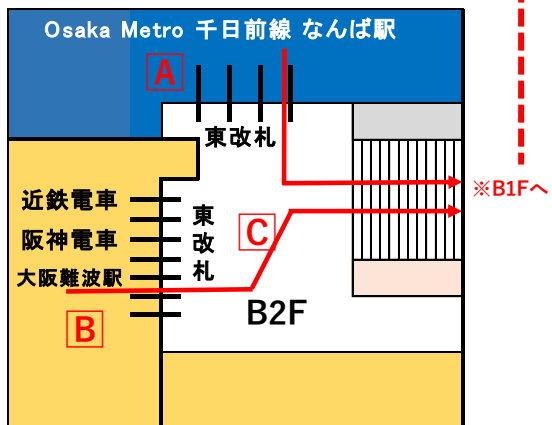 Osaka Metro 千日前線 なんば駅
A
東改札
近鉄電車
阪神電車
大阪難波駅
東改札
C
B
B2F
※B1Fへ